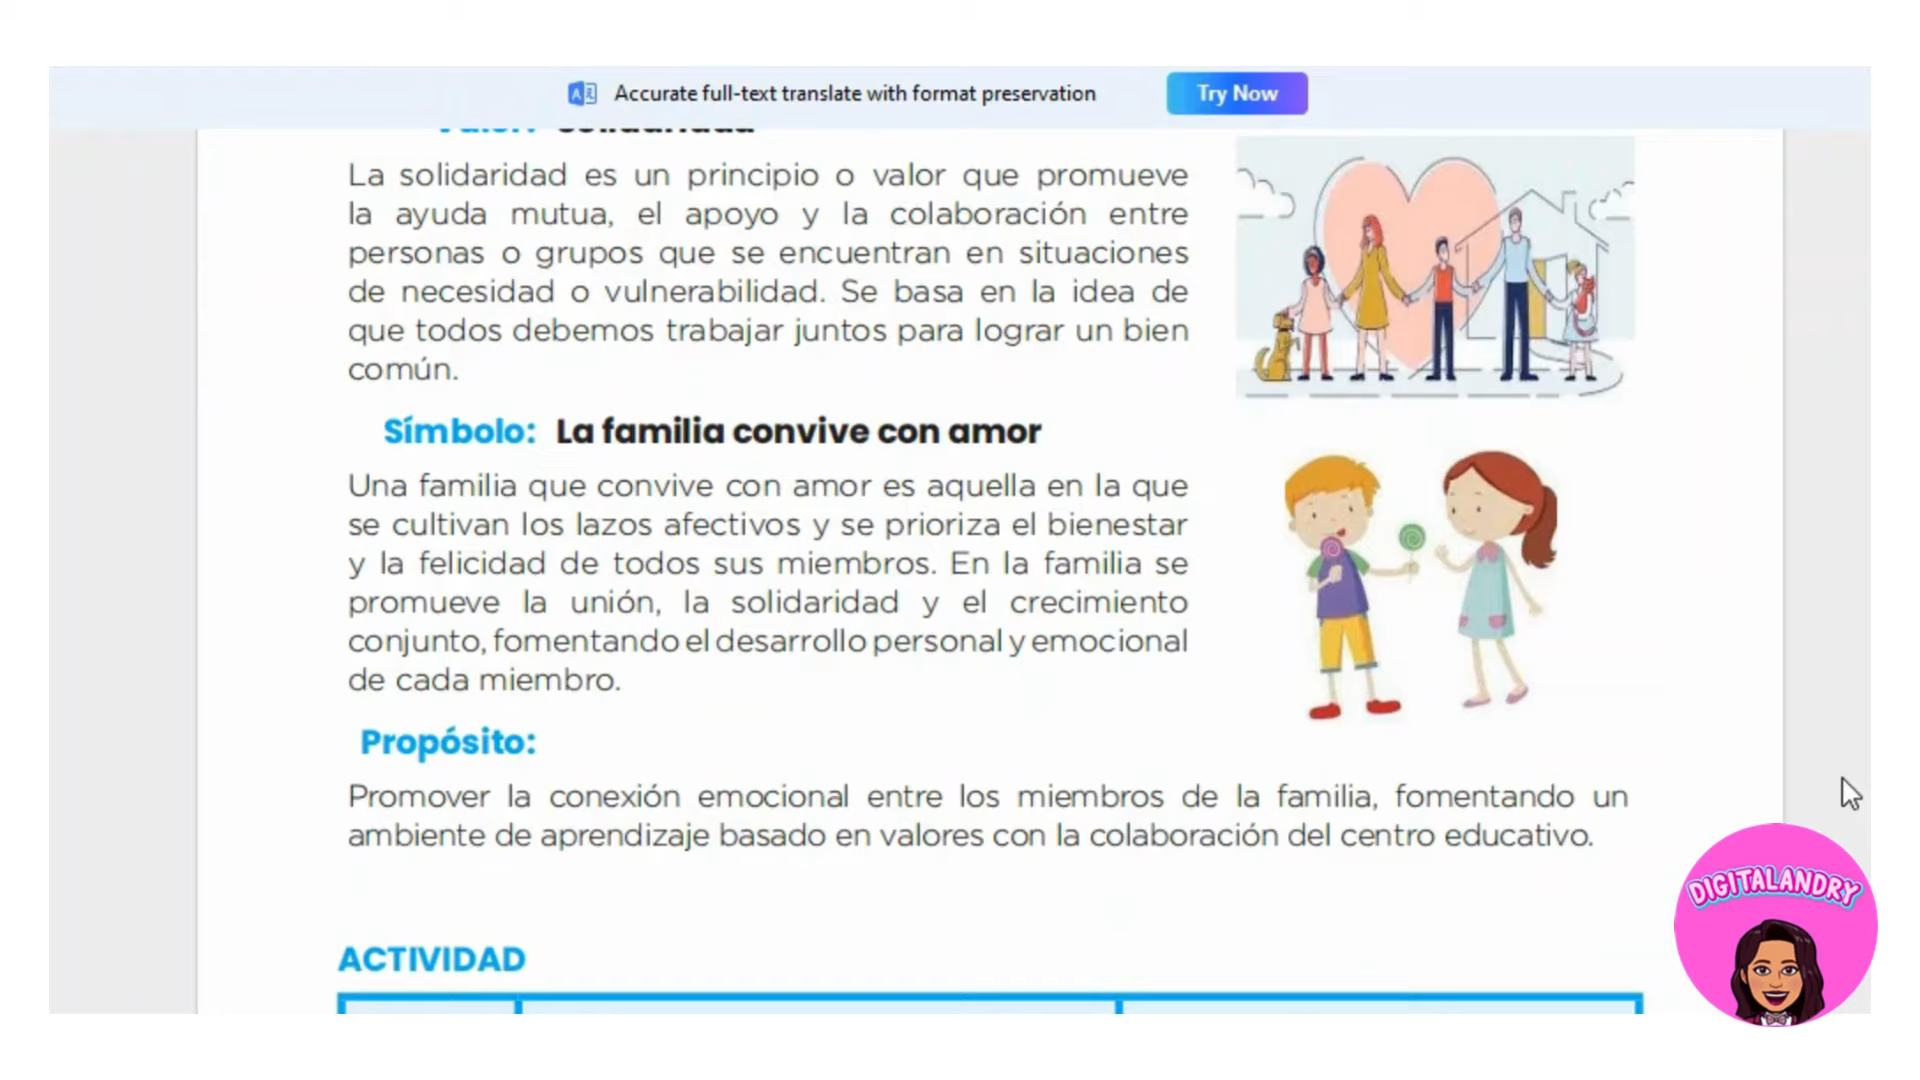 Accurate full-text translate with format preservation
Try Now
Valor: solidaridad
La solidaridad es un principio o valor que promueve
la ayuda mutua, el apoyo y la colaboración entre
personas o grupos que se encuentran en situaciones
de necesidad o vulnerabilidad. Se basa en la idea de
que todos debemos trabajar juntos para lograr un bien
común.
Símbolo: La familia convive con amor
Una familia que convive con amor es aquella en la que
se cultivan los lazos afectivos y se prioriza el bienestar
y la felicidad de todos sus miembros. En la familia se
promueve la unión, la solidaridad y el crecimiento
conjunto, fomentando el desarrollo personal y emocional
de cada miembro.
Propósito:
Promover la conexión emocional entre los miembros de la familia, fomentando un
ambiente de aprendizaje basado en valores con la colaboración del centro educativo.
ACTIVIDAD
DIGITALANDRY